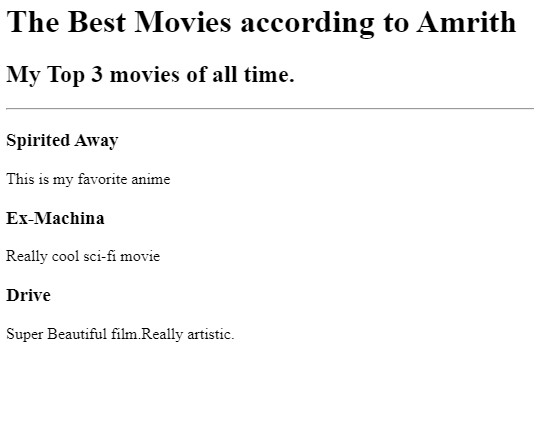 The Best Movies according to Amrith
My Top 3 movies of all time.
Spirited Away
This is my favorite anime
Ex-Machina
Really cool sci-fi movie
Drive
Super Beautiful film.Really artistic.